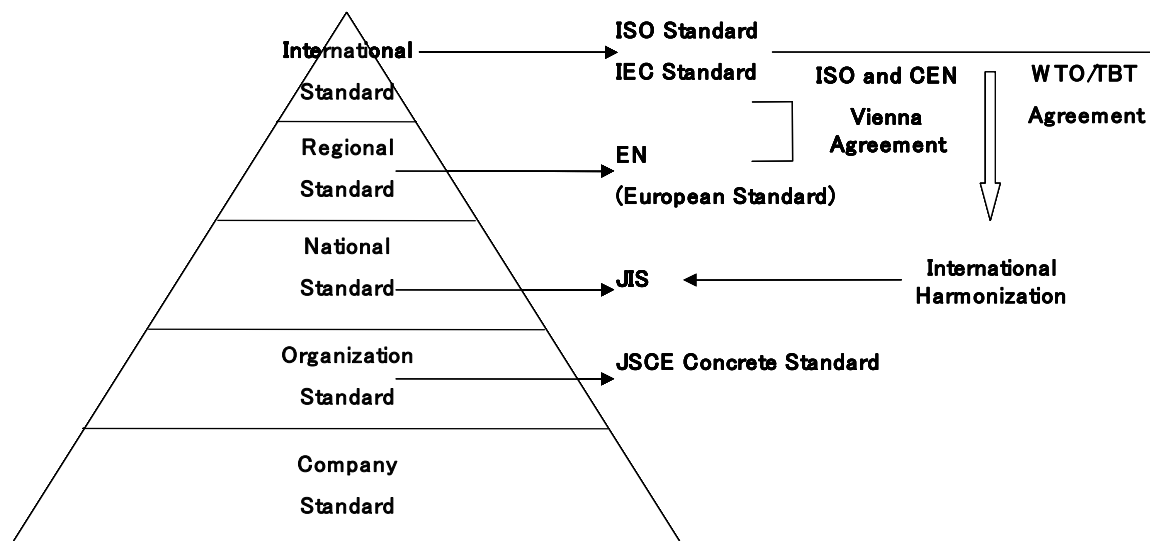 International
Standard
Regional
Standard
National
Standard
Organization
Standard
Company
Standard
ISO Standard
IEC Standard
EN
(European Standard)
JIS
JSCE Concrete Standard
ISO and CEN
Vienna
Agreement
WTO/TBT
Agreement
International
Harmonization